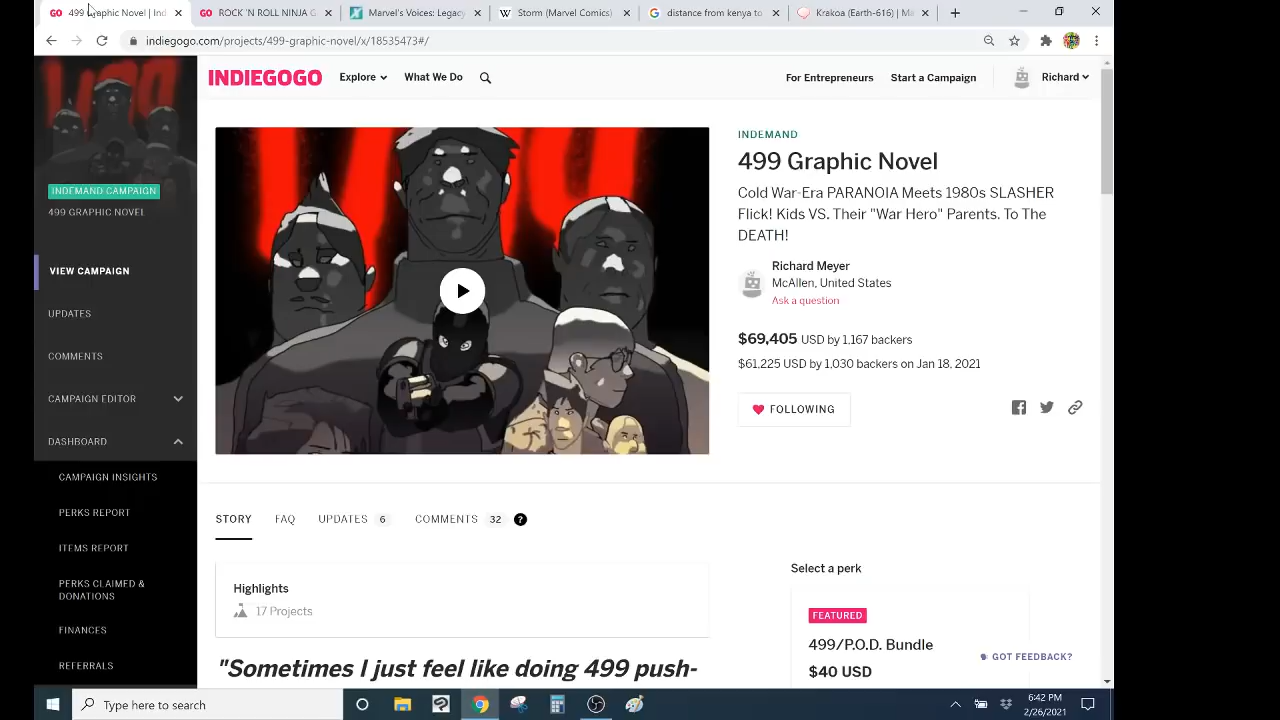 499 Graphic Novel | Ind
ROCK 'N ROLL NINJA G
Marvel's Voices: Legacy
Storm (Marvel Comics)
distance from kenya to
Krakoa (Earth-616) | Ma
indiegogo.com/projects/499-graphic-novel/x/18535473#/
INDIEGOGO
Explore
What We Do
For Entrepreneurs
Start a Campaign
Richard
INDEMAND CAMPAIGN
499 GRAPHIC NOVEL
VIEW CAMPAIGN
UPDATES
COMMENTS
CAMPAIGN EDITOR
DASHBOARD
CAMPAIGN INSIGHTS
PERKS REPORT
ITEMS REPORT
PERKS CLAIMED &
DONATIONS
FINANCES
REFERRALS
INDEMAND
499 Graphic Novel
Cold War-Era PARANOIA Meets 1980s SLASHER
Flick! Kids VS. Their "War Hero" Parents. To The
DEATH!
Richard Meyer
McAllen, United States
Ask a question
$69,405 USD by 1,167 backers
$61,225 USD by 1,030 backers on Jan 18, 2021
FOLLOWING
STORY
FAQ
UPDATES 6
COMMENTS 32 ?
Highlights
17 Projects
"Sometimes I just feel like doing 499 push-
Select a perk
FEATURED
499/P.O.D. Bundle
$40 USD
GOT FEEDBACK?
Type here to search
6:42 PM
2/26/2021